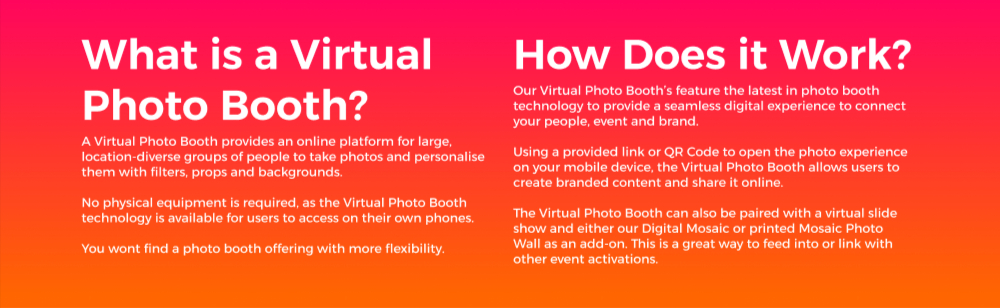 What is a Virtual
Photo Booth?
A Virtual Photo Booth provides an online platform for large,
location-diverse groups of people to take photos and personalise
them with filters, props and backgrounds.
No physical equipment is required, as the Virtual Photo Booth
technology is available for users to access on their own phones.
You wont find a photo booth offering with more flexibility.
How Does it Work?
Our Virtual Photo Booth's feature the latest in photo booth
technology to provide a seamless digital experience to connect
your people, event and brand.
Using a provided link or QR Code to open the photo experience
on your mobile device, the Virtual Photo Booth allows users to
create branded content and share it online.
The Virtual Photo Booth can also be paired with a virtual slide
show and either our Digital Mosaic or printed Mosaic Photo
Wall as an add-on. This is a great way to feed into or link with
other event activations.